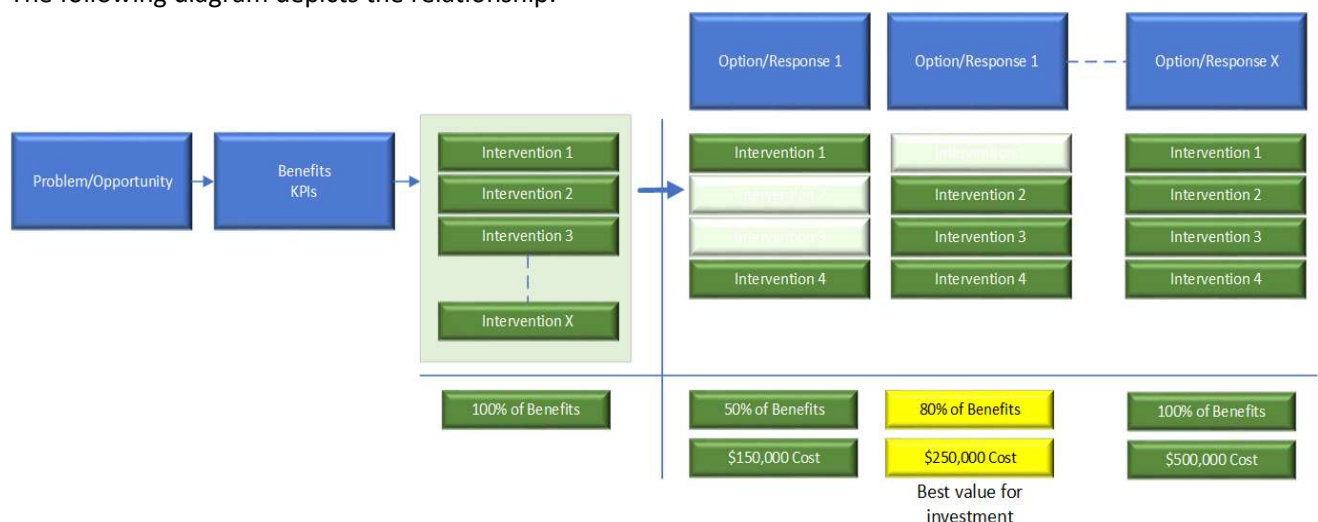 The following diagram depicts the relationship:
Option/Response 1
Option/Response 1
Option/Response X
Problem/Opportunity
Benefits
KPIs
Intervention 1
Intervention 2
Intervention 3
Intervention X
Intervention 1
Intervention 4
Intervention 2
Intervention 3
Intervention 4
Intervention 1
Intervention 2
Intervention 3
Intervention 4
100% of Benefits
50% of Benefits
80% of Benefits
100% of Benefits
$150,000 Cost
$250,000 Cost
$500,000 Cost
Best value for
investment